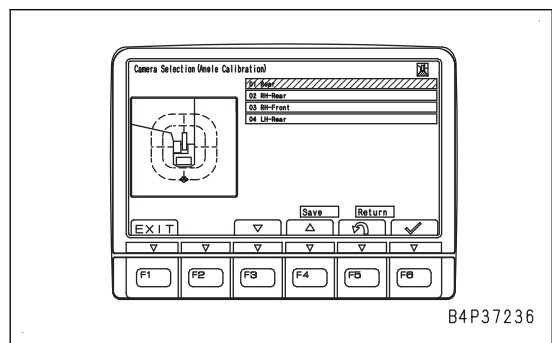 Camera Selection (Angle Calibration)
01 Rear
02 RH-Rear
03 RH-Front
04 LH-Rear
Save Return
EXIT
F1 F2 F3 F4 F5 F6
B4P37236